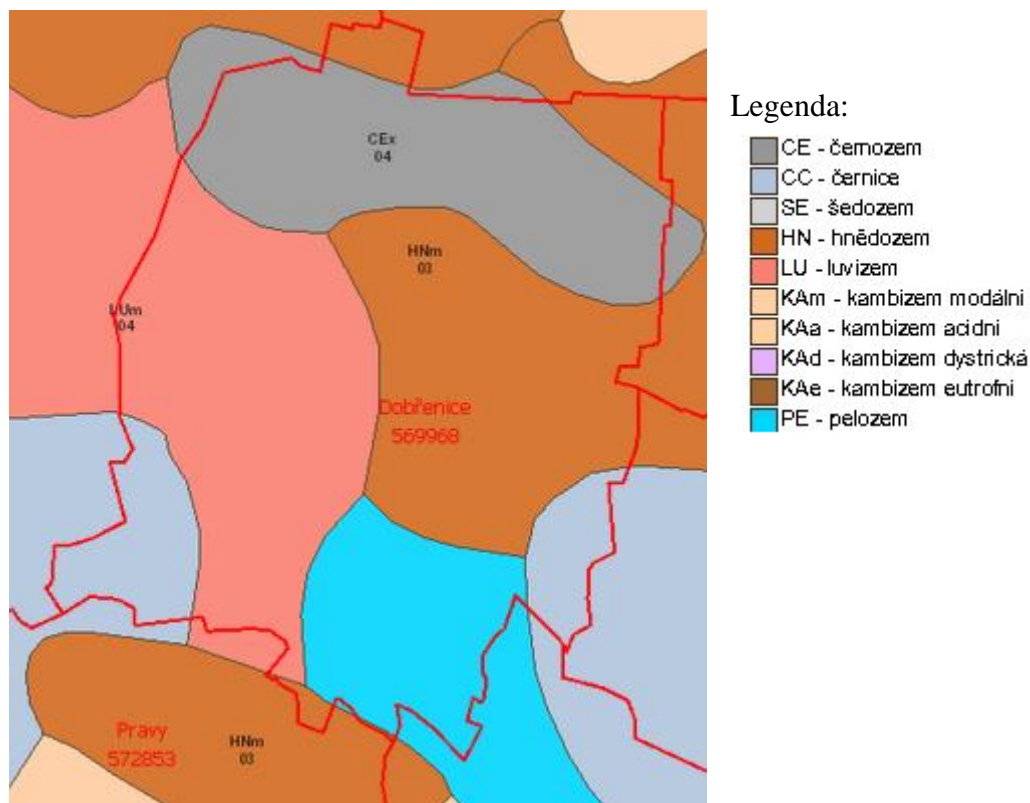 CEx
04
HNm
03
LUm
04
Dobřenice
569968
Pravy
572853
HNm
03
Legenda:
CE - černozem
CC - černice
SE - šedozem
HN - hnědozem
LU - luvizem
KAm - kambizem modální
KAa - kambizem acidní
KAd - kambizem dystrická
KAe - kambizem eutrofní
PE - pelozem